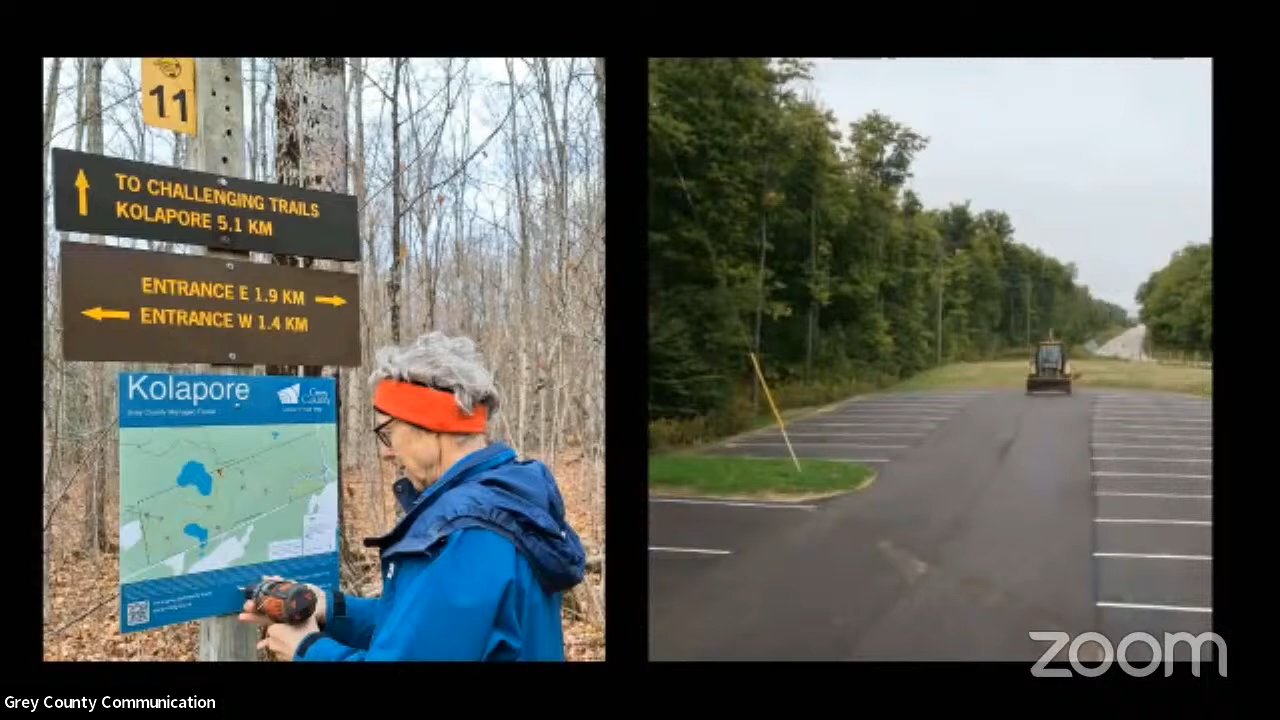 11
TO CHALLENGING TRAILS
KOLAPORE 5.1 KM
ENTRANCE E 1.9 KM
ENTRANCE W 1.4 KM
Kolapore
Grey County Managed Forest
Grey
County
zoom
Grey County Communication